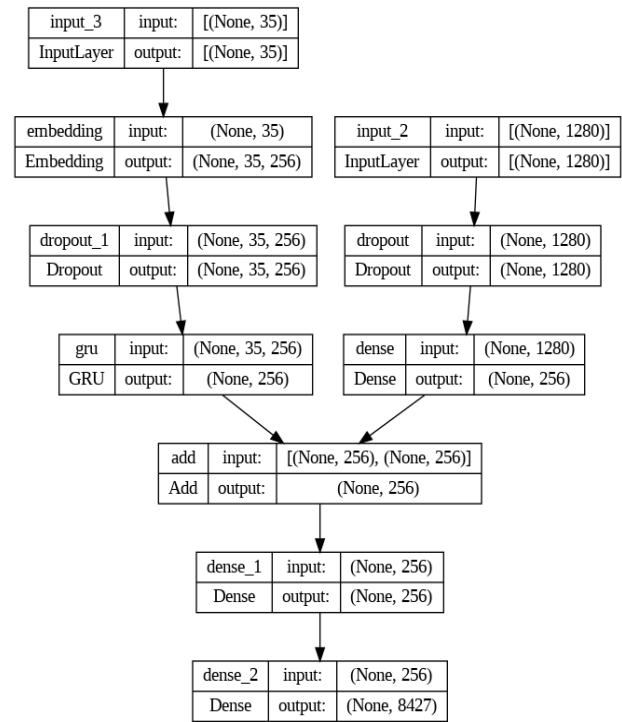 input_3 input: [(None, 35)]
InputLayer output: [(None, 35)]
embedding input: (None, 35)
Embedding output: (None, 35, 256)
input_2 input: [(None, 1280)]
InputLayer output: [(None, 1280)]
dropout_1 input: (None, 35, 256)
Dropout output: (None, 35, 256)
dropout input: (None, 1280)
Dropout output: (None, 1280)
gru input: (None, 35, 256)
GRU output: (None, 256)
dense input: (None, 1280)
Dense output: (None, 256)
add input: [(None, 256), (None, 256)]
Add output: (None, 256)
dense_1 input: (None, 256)
Dense output: (None, 256)
dense_2 input: (None, 256)
Dense output: (None, 8427)